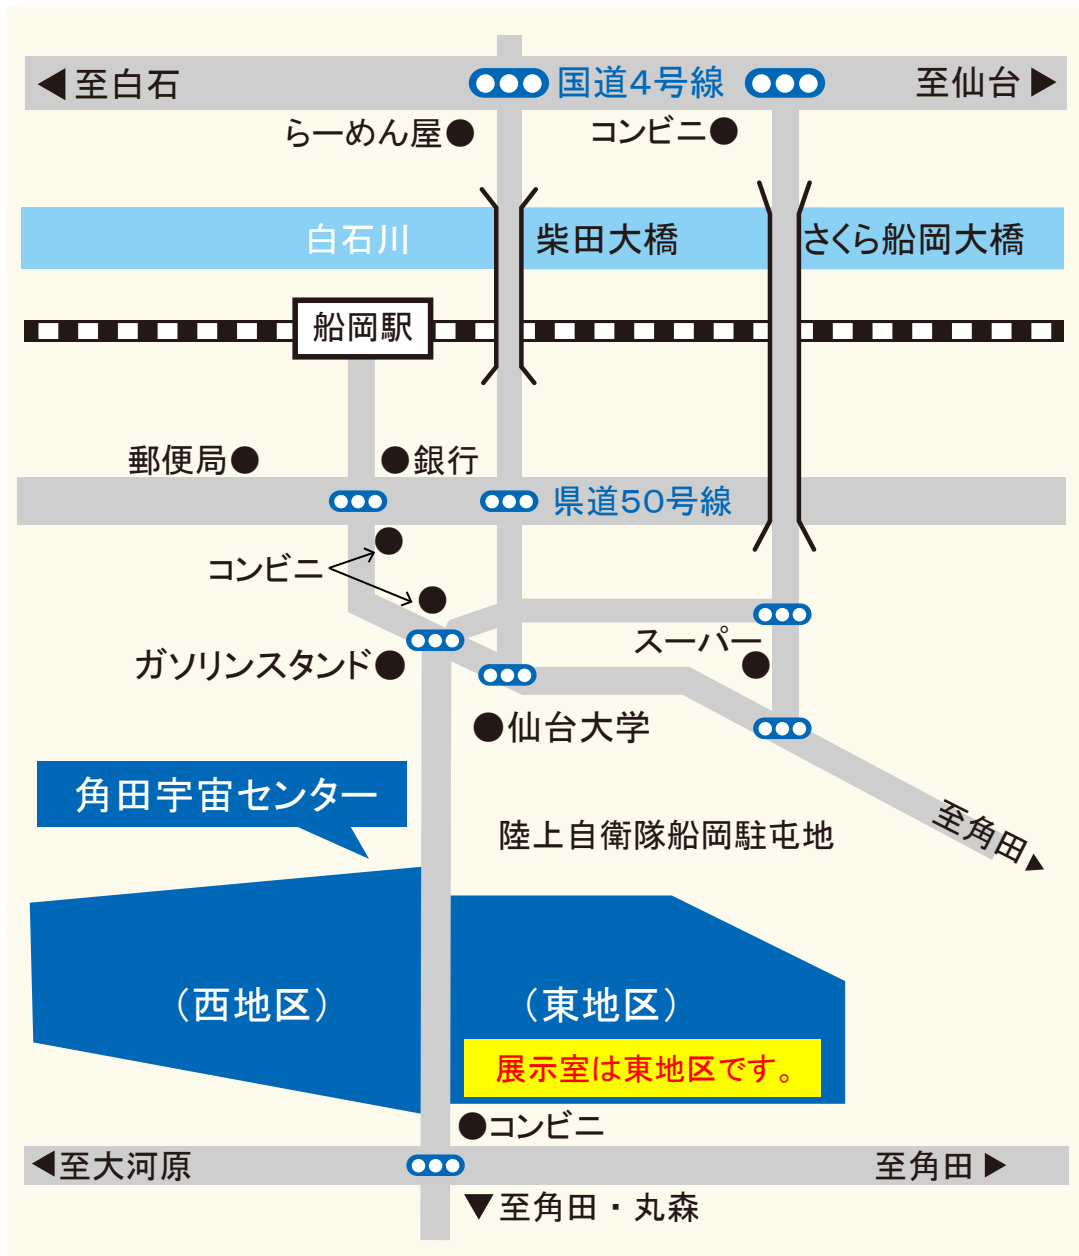 ◀至白石
国道4号線
至仙台▶
らーめん屋●
コンビニ●
白石川
柴田大橋
さくら船岡大橋
船岡駅
郵便局●
●銀行
県道50号線
コンビニ
ガソリンスタンド●
スーパー
●仙台大学
角田宇宙センター
陸上自衛隊船岡駐屯地
至角田▶
（西地区）
（東地区）
展示室は東地区です。
●コンビニ
◀至大河原
至角田▶
▼至角田・丸森